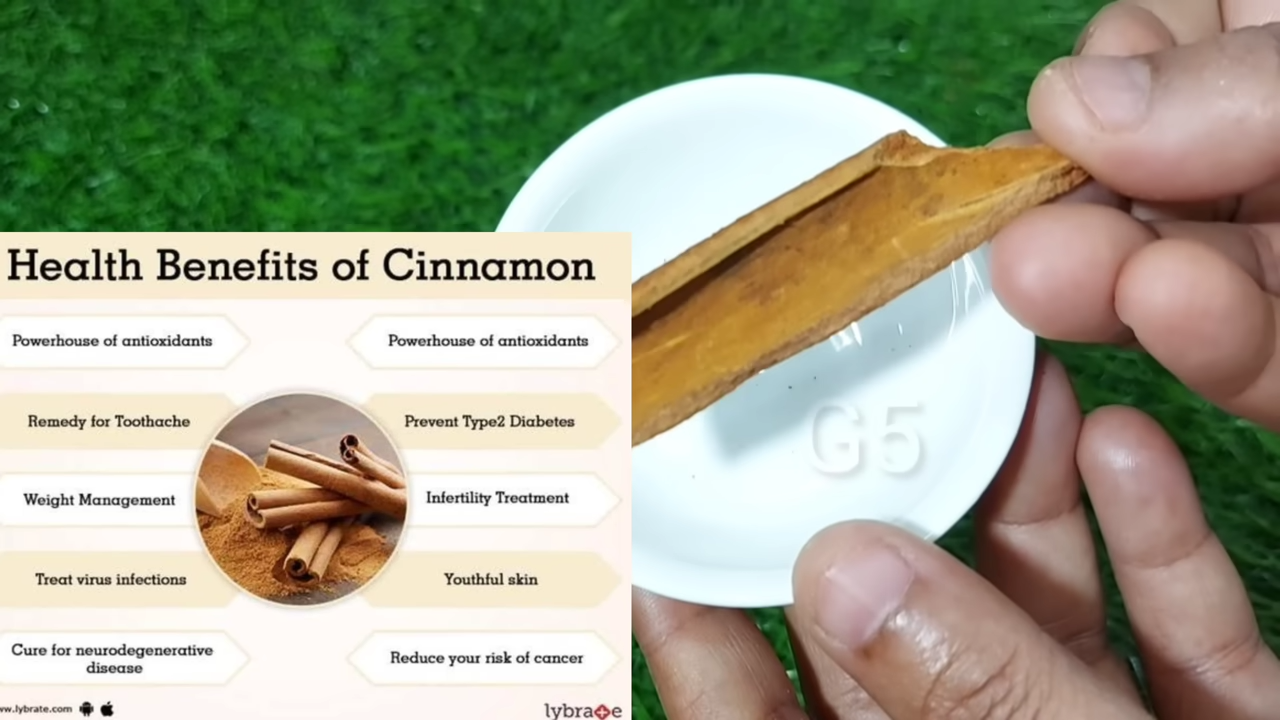 Health Benefits of Cinnamon
Powerhouse of antioxidants
Powerhouse of antioxidants
Remedy for Toothache
Prevent Type2 Diabetes
Weight Management
Infertility Treatment
Treat virus infections
Youthful skin
Cure for neurodegenerative
disease
Reduce your risk of cancer
ww.lybrate.com
lybrate
G5